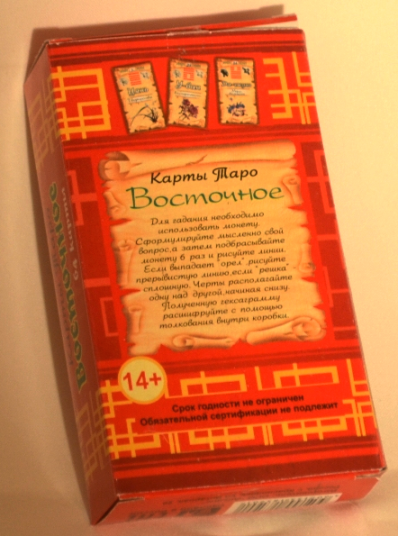 Карты Таро
Восточное
Для гадания необходимо
использовать монету.
Сформулируйте мысленно свой
вопрос,а затем подбрасывайте
монету 6 раз и рисуйте линии.
Если выпадает "орел",рисуйте
прерывистую линию,если "решка"
сплошную. Черты располагайте
одну над другой,начиная снизу.
Полученную гексаграмму
расшируйте с помощью
толкования внутри коробки.
14+
Срок годности не ограничен
Обязательной сертификации не подлежит
Восточное